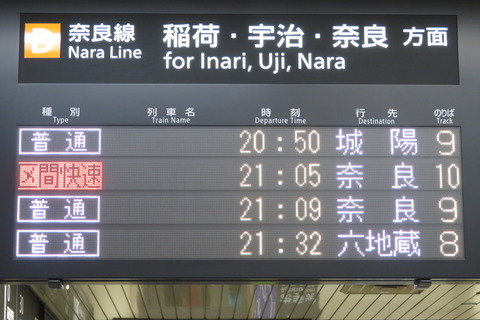 D 奈良線 稲荷・宇治・奈良 方面
Nara Line for Inari, Uji, Nara
種別 列車名 時刻 行先 のりば
Type Train Name Departure Time Destination Track
普通 20:50 城陽 9
区間快速 21:05 奈良 10
普通 21:09 奈良 9
普通 21:32 六地蔵 8